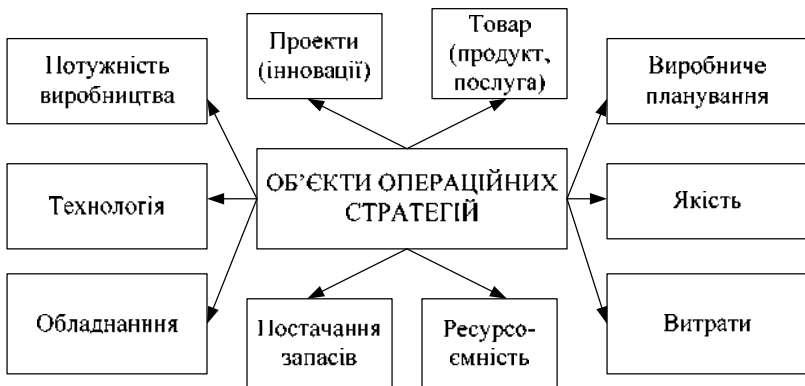 Потужність
виробництва
Проекти
(інновації)
Товар
(продукт,
послуга)
Виробниче
планування
Технологія
ОБ’ЄКТИ ОПЕРАЦІЙНИХ
СТРАТЕГІЙ
Якість
Обладнанння
Постачання
запасів
Ресурсо-
ємність
Витрати